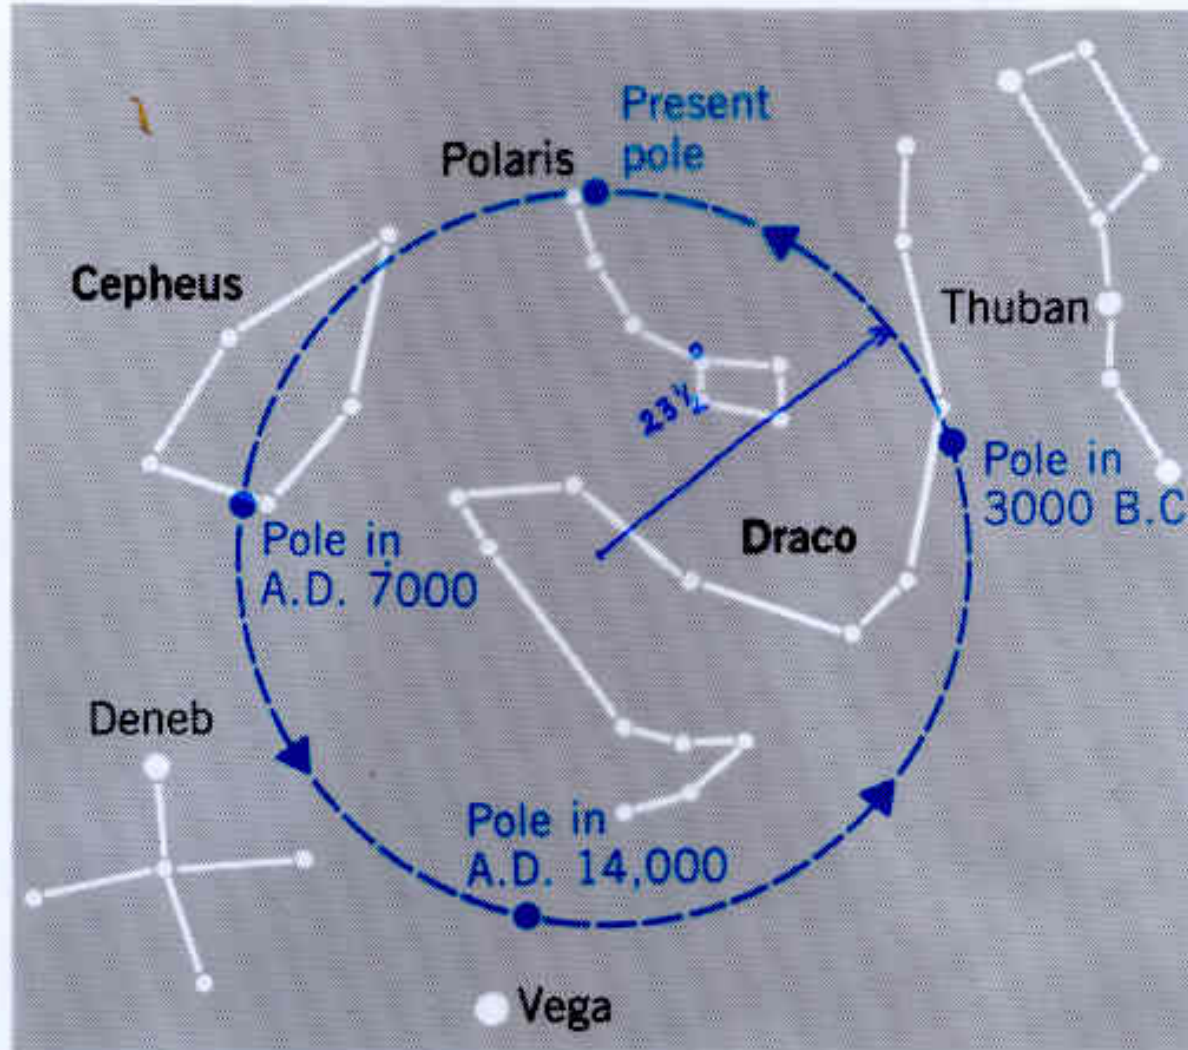 Present
pole
Polaris
Cepheus
Thuban
23½
Pole in
3000 B.C
Draco
Pole in
A.D. 7000
Deneb
Pole in
A.D. 14,000
Vega